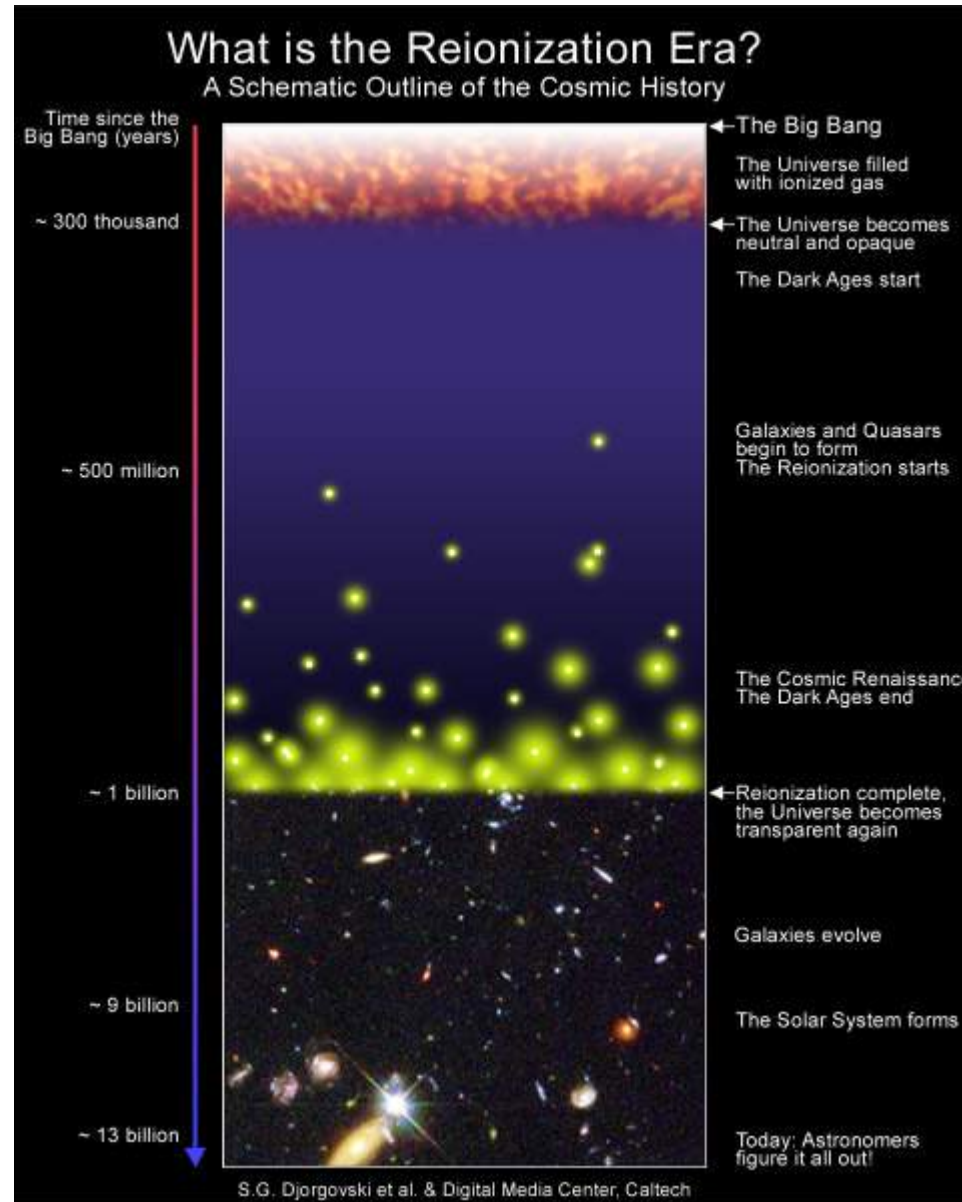 What is the Reionization Era?
A Schematic Outline of the Cosmic History
Time since the
Big Bang (years)
The Big Bang
The Universe filled
with ionized gas
~ 300 thousand
The Universe becomes
neutral and opaque
The Dark Ages start
Galaxies and Quasars
begin to form
The Reionization starts
~ 500 million
The Cosmic Renaissanc
The Dark Ages end
~ 1 billion
Reionization complete,
the Universe becomes
transparent again
Galaxies evolve
~ 9 billion
The Solar System forms
~ 13 billion
Today: Astronomers
figure it all out!
S.G. Djorgovski et al. & Digital Media Center, Caltech